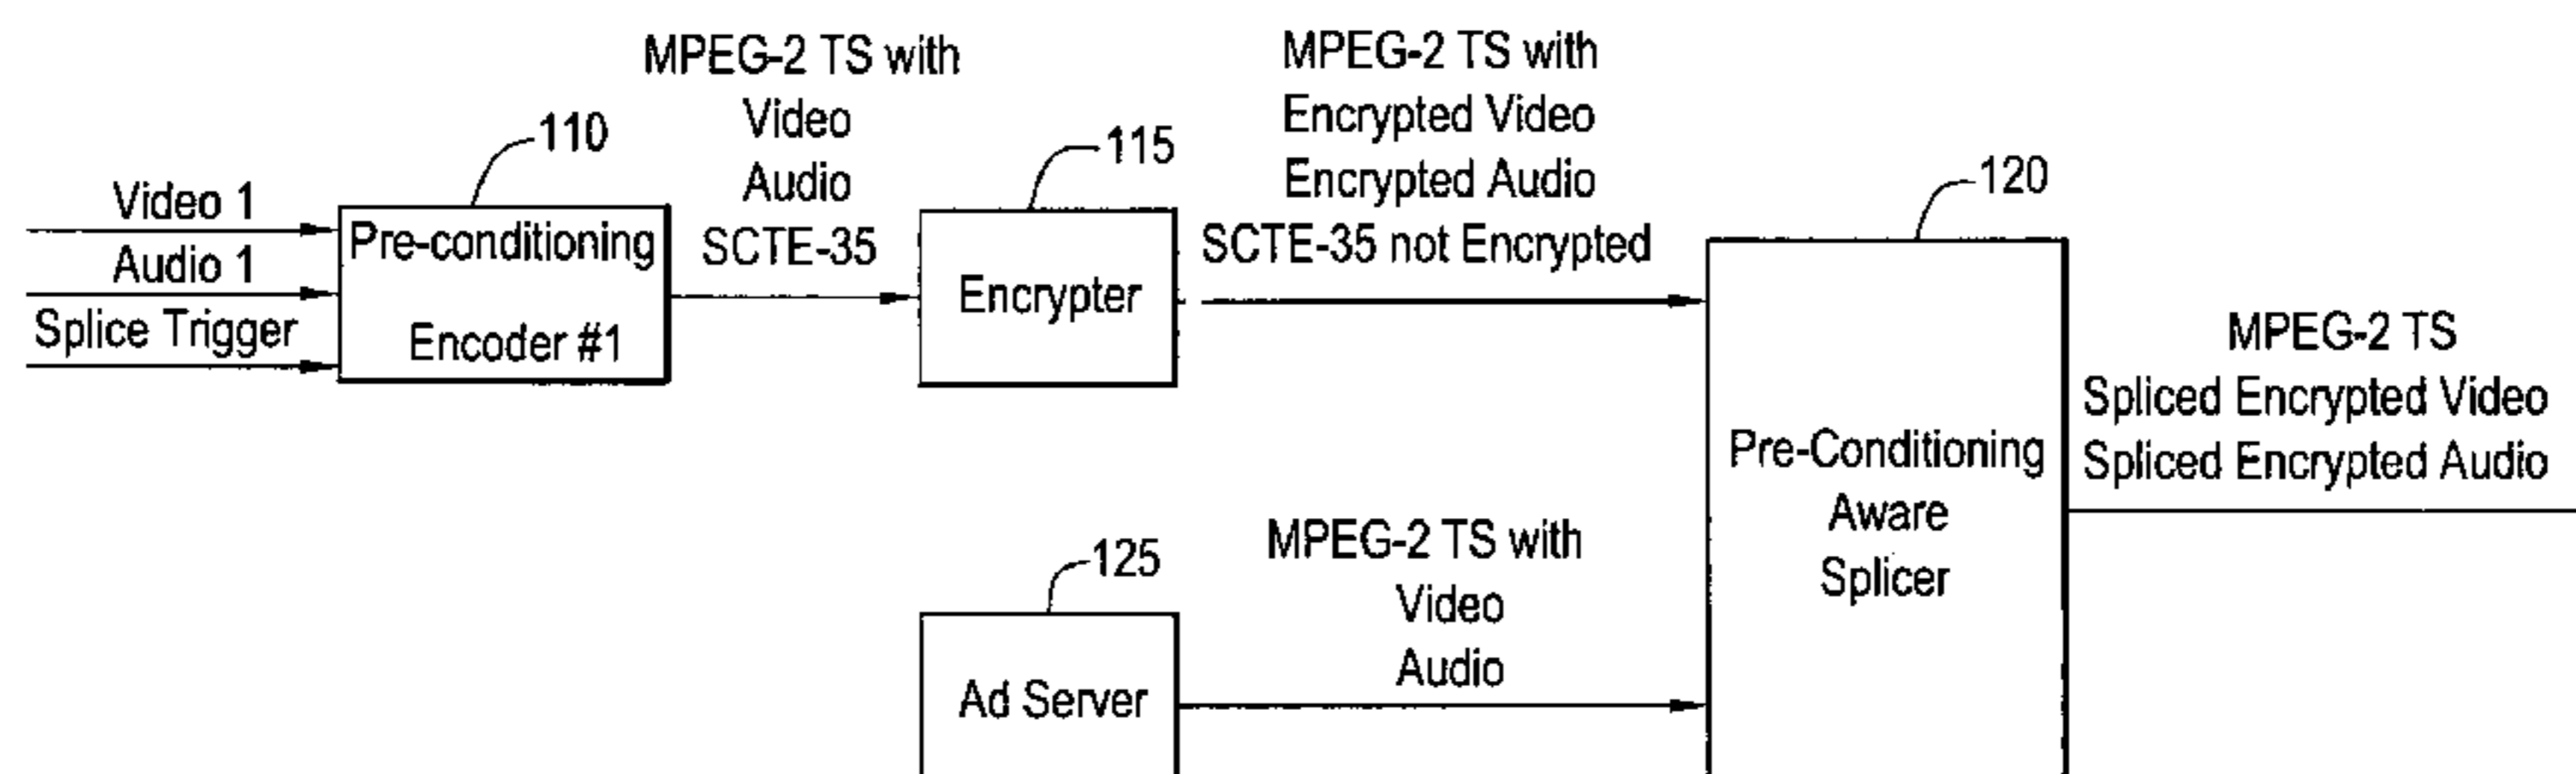 Video 1
Audio 1
Splice Trigger
110
Pre-conditioning
Encoder #1
MPEG-2 TS with
Video
Audio
SCTE-35
115
Encrypter
MPEG-2 TS with
Encrypted Video
Encrypted Audio
SCTE-35 not Encrypted
125
Ad Server
MPEG-2 TS with
Video
Audio
120
Pre-Conditioning
Aware
Splicer
MPEG-2 TS
Spliced Encrypted Video
Spliced Encrypted Audio